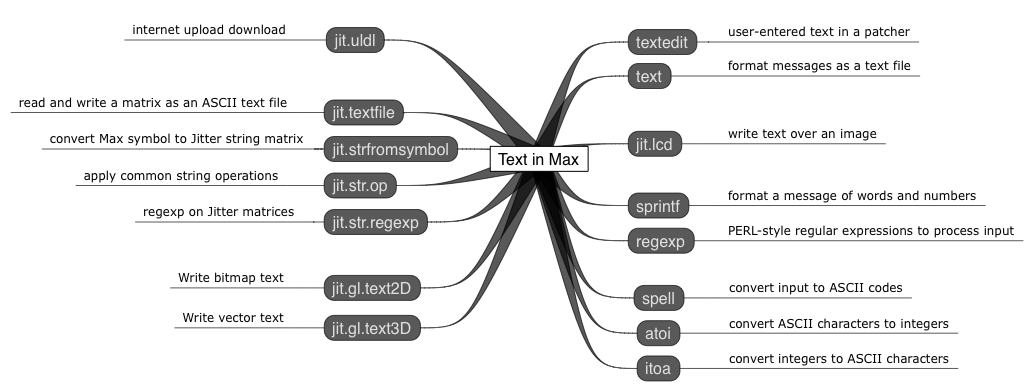 Text in Max
internet upload download
jit.uldl
read and write a matrix as an ASCII text file
jit.textfile
convert Max symbol to Jitter string matrix
jit.strfromsymbol
apply common string operations
jit.str.op
regexp on Jitter matrices
jit.str.regexp
Write bitmap text
jit.gl.text2D
Write vector text
jit.gl.text3D
textedit
user-entered text in a patcher
text
format messages as a text file
jit.lcd
write text over an image
sprintf
format a message of words and numbers
regexp
PERL-style regular expressions to process input
spell
convert input to ASCII codes
atoi
convert ASCII characters to integers
itoa
convert integers to ASCII characters